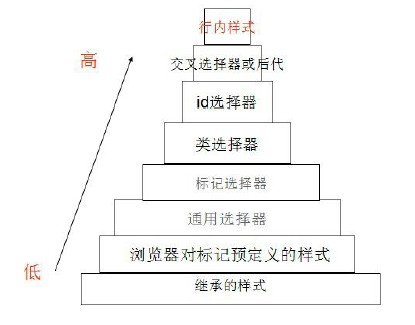 行内样式
高
交叉选择器或后代
id选择器
类选择器
标记选择器
通用选择器
浏览器对标记预定义的样式
低
继承的样式